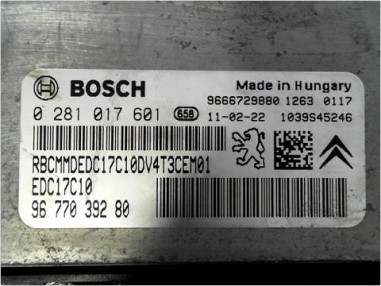 BOSCH
Made in Hungary
9666729880 1263 0117
0 281 017 601 65B 11-02-22 1039S45246
RBCMMDEDC17C10DV4T3CEM01
EDC17C10
96 770 392 80